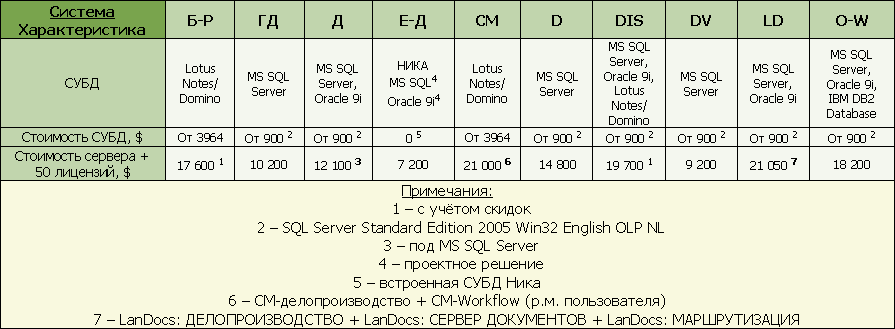 Система
Характеристика
Б-Р
ГД
Д
Е-Д
СМ
D
DIS
DV
LD
O-W
СУБД
Lotus
Notes/
Domino
MS SQL
Server
MS SQL
Server,
Oracle 9i
НИКА
MS SQL⁴
Oracle 9i⁴
Lotus
Notes/
Domino
MS SQL
Server
MS SQL
Server,
Oracle 9i,
Lotus
Notes/
Domino
MS SQL
Server
MS SQL
Server,
Oracle 9i
MS SQL
Server,
Oracle 9i,
IBM DB2
Database
Стоимость СУБД, $
От 3964
От 900 ²
От 900 ²
0 ⁵
От 3964
От 900 ²
От 900 ²
От 900 ²
От 900 ²
От 900 ²
Стоимость сервера +
50 лицензий, $
17 600 ¹
10 200
12 100 ³
7 200
21 000 ⁶
14 800
19 700 ¹
9 200
21 050 ⁷
18 200
Примечания:
1 – с учётом скидок
2 – SQL Server Standard Edition 2005 Win32 English OLP NL
3 – под MS SQL Server
4 – проектное решение
5 – встроенная СУБД Ника
6 – СМ-делопроизводство + СМ-Workflow (р.м. пользователя)
7 – LanDocs: ДЕЛОПРОИЗВОДСТВО + LanDocs: СЕРВЕР ДОКУМЕНТОВ + LanDocs: МАРШРУТИЗАЦИЯ